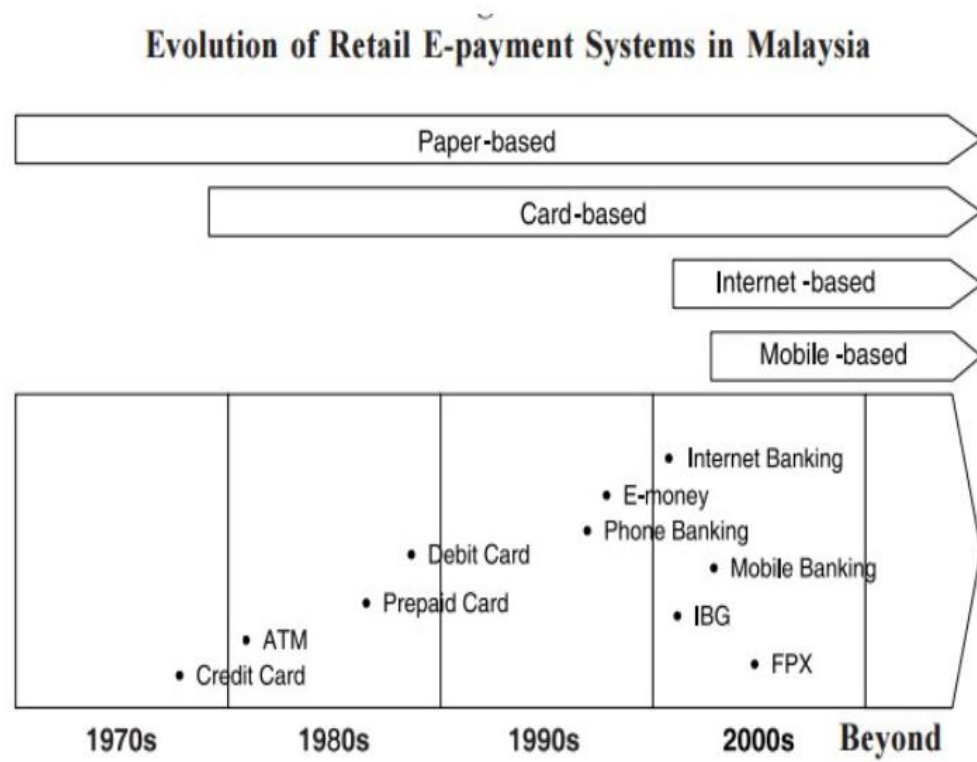 Evolution of Retail E-payment Systems in Malaysia
Paper-based
Card-based
Internet -based
Mobile -based
Internet Banking
E-money
Phone Banking
Debit Card
Mobile Banking
Prepaid Card
IBG
ATM
FPX
Credit Card
1970s 1980s 1990s 2000s Beyond